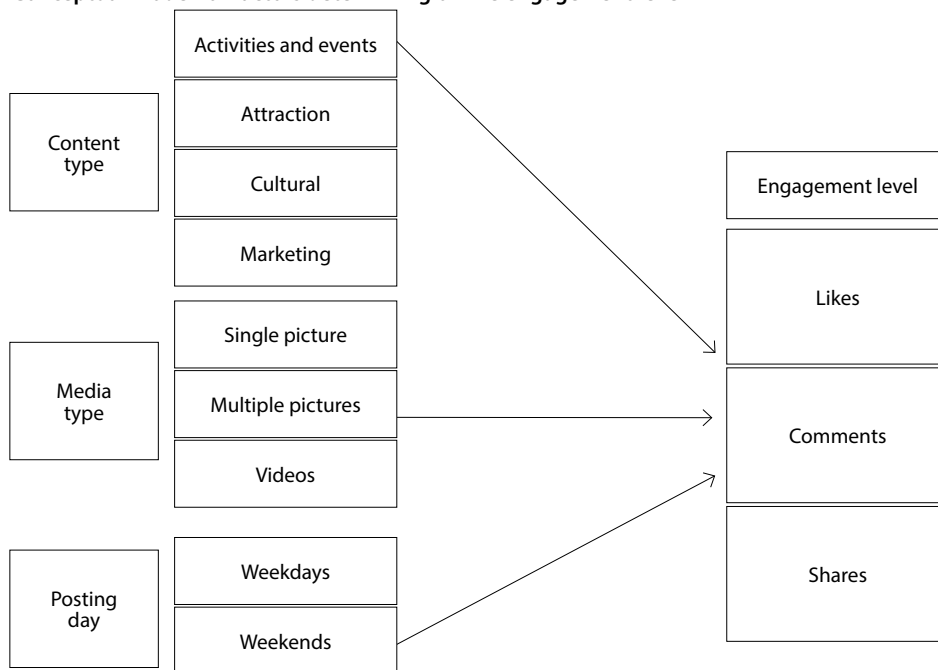 Activities and events
Attraction
Content
type
Cultural
Marketing
Single picture
Media
type
Multiple pictures
Videos
Posting
day
Weekdays
Weekends
Engagement level
Likes
Comments
Shares